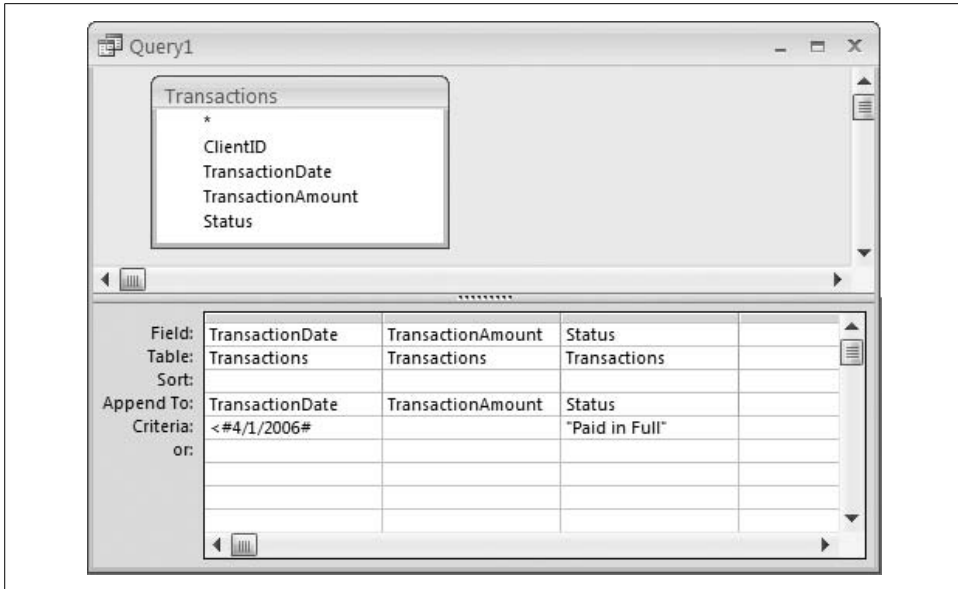 Query1
Transactions
*
ClientID
TransactionDate
TransactionAmount
Status
Field: TransactionDate TransactionAmount Status
Table: Transactions Transactions Transactions
Sort:
Append To: TransactionDate TransactionAmount Status
Criteria: <#4/1/2006# "Paid in Full"
or: